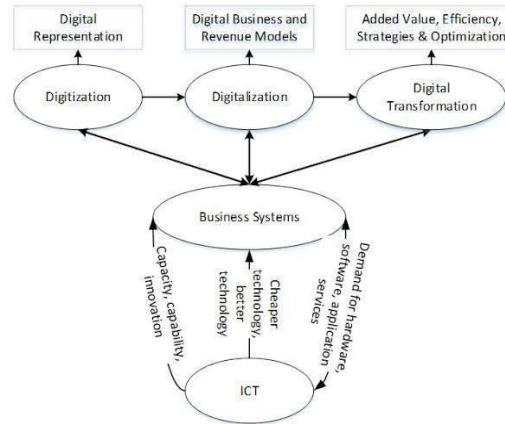 Digital
Representation
Digital Business and
Revenue Models
Added Value, Efficiency,
Strategies & Optimization
Digitization
Digitalization
Digital
Transformation
Business Systems
Capacity, capability,
innovation
Cheaper
technology,
better
technology
Demand for hardware,
software, application
services
ICT